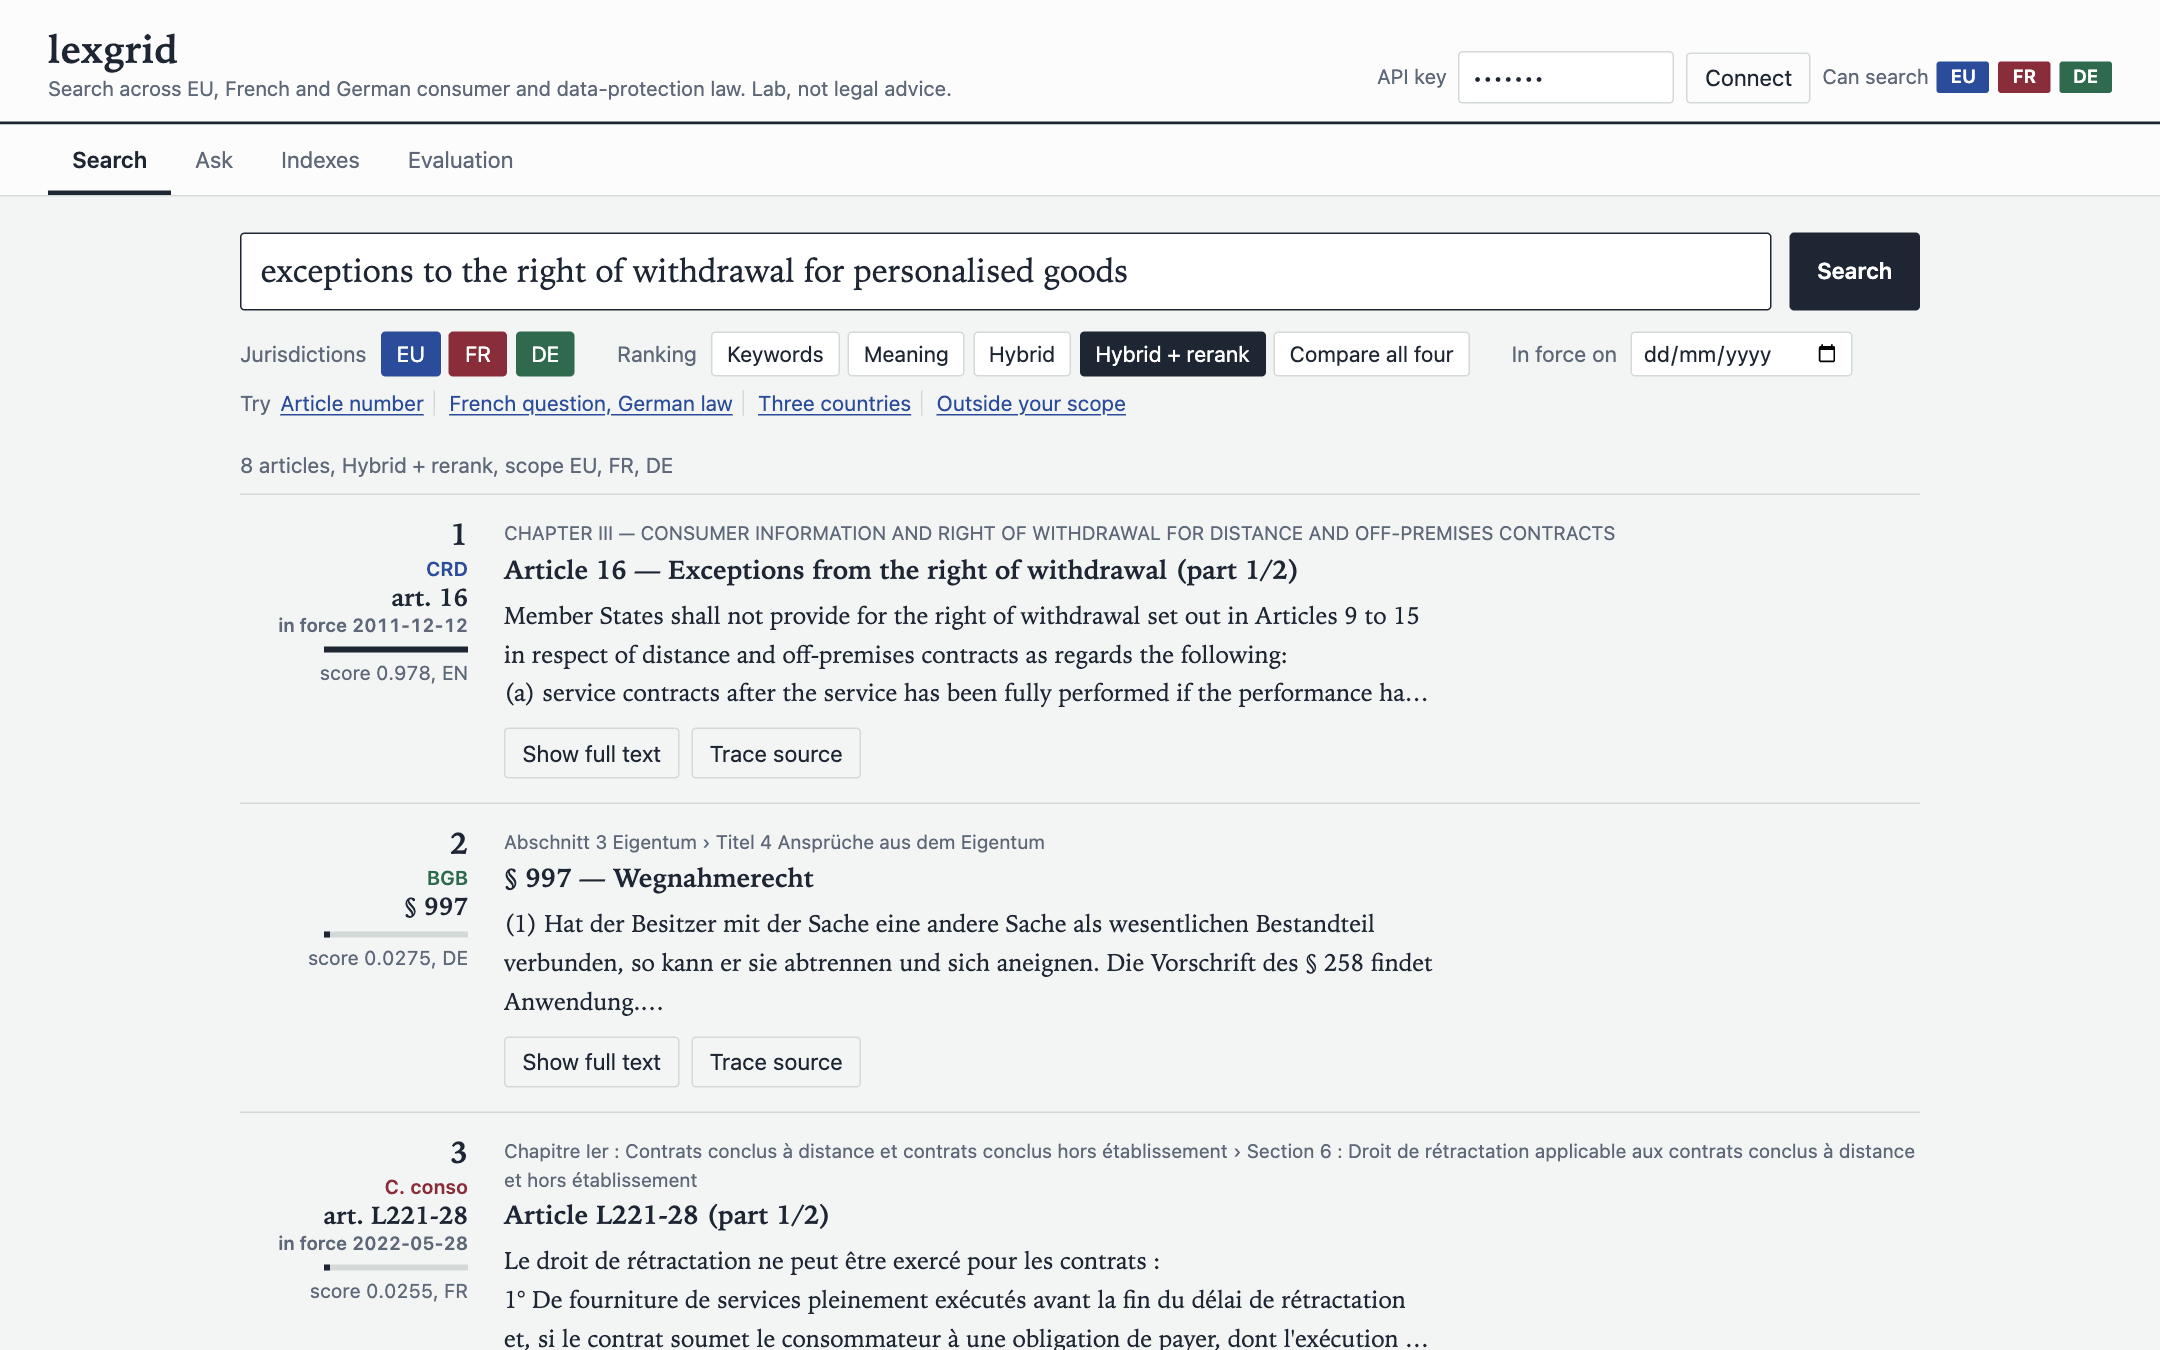 lexgrid
Search across EU, French and German consumer and data-protection law. Lab, not legal advice.
API key ••••••• Connect Can search EU FR DE
Search Ask Indexes Evaluation
exceptions to the right of withdrawal for personalised goods Search
Jurisdictions EU FR DE Ranking Keywords Meaning Hybrid Hybrid + rerank Compare all four In force on dd/mm/yyyy
Try Article number French question, German law Three countries Outside your scope
8 articles, Hybrid + rerank, scope EU, FR, DE
1
CRD
art. 16
in force 2011-12-12
score 0.978, EN
CHAPTER III — CONSUMER INFORMATION AND RIGHT OF WITHDRAWAL FOR DISTANCE AND OFF-PREMISES CONTRACTS
Article 16 — Exceptions from the right of withdrawal (part 1/2)
Member States shall not provide for the right of withdrawal set out in Articles 9 to 15
in respect of distance and off-premises contracts as regards the following:
(a) service contracts after the service has been fully performed if the performance ha…
Show full text Trace source
2
BGB
§ 997
score 0.0275, DE
Abschnitt 3 Eigentum › Titel 4 Ansprüche aus dem Eigentum
§ 997 — Wegnahmerecht
(1) Hat der Besitzer mit der Sache eine andere Sache als wesentlichen Bestandteil
verbunden, so kann er sie abtrennen und sich aneignen. Die Vorschrift des § 258 findet
Anwendung.…
Show full text Trace source
3
C. conso
art. L221-28
in force 2022-05-28
score 0.0255, FR
Chapitre Ier : Contrats conclus à distance et contrats conclus hors établissement › Section 6 : Droit de rétractation applicable aux contrats conclus à distance
et hors établissement
Article L221-28 (part 1/2)
Le droit de rétractation ne peut être exercé pour les contrats :
1° De fourniture de services pleinement exécutés avant la fin du délai de rétractation
et, si le contrat soumet le consommateur à une obligation de payer, dont l'exécution …